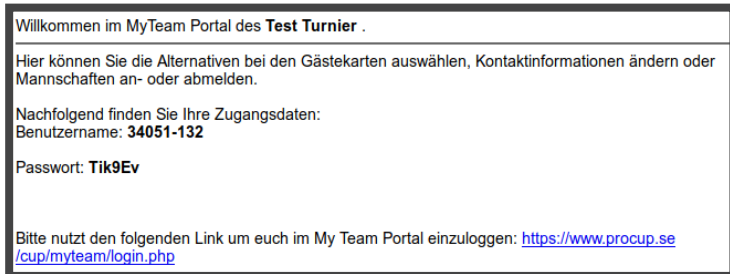 Willkommen im MyTeam Portal des Test Turnier .
Hier können Sie die Alternativen bei den Gästekarten auswählen, Kontaktinformationen ändern oder
Mannschaften an- oder abmelden.
Nachfolgend finden Sie Ihre Zugangsdaten:
Benutzername: 34051-132
Passwort: Tik9Ev
Bitte nutzt den folgenden Link um euch im My Team Portal einzuloggen: https://www.procup.se
/cup/myteam/login.php